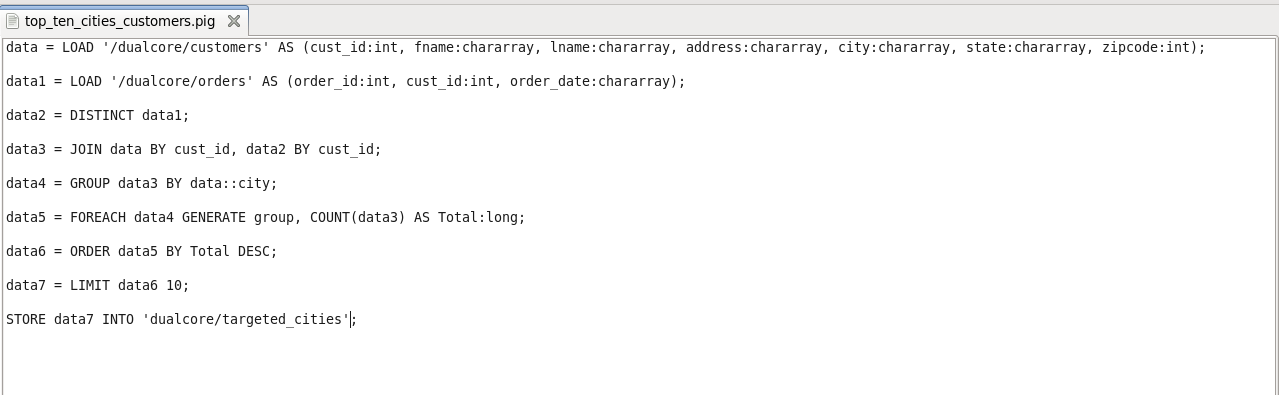 top_ten_cities_customers.pig
data = LOAD '/dualcore/customers' AS (cust_id:int, fname:chararray, lname:chararray, address:chararray, city:chararray, state:chararray, zipcode:int);
data1 = LOAD '/dualcore/orders' AS (order_id:int, cust_id:int, order_date:chararray);
data2 = DISTINCT data1;
data3 = JOIN data BY cust_id, data2 BY cust_id;
data4 = GROUP data3 BY data::city;
data5 = FOREACH data4 GENERATE group, COUNT(data3) AS Total:long;
data6 = ORDER data5 BY Total DESC;
data7 = LIMIT data6 10;
STORE data7 INTO 'dualcore/targeted_cities';